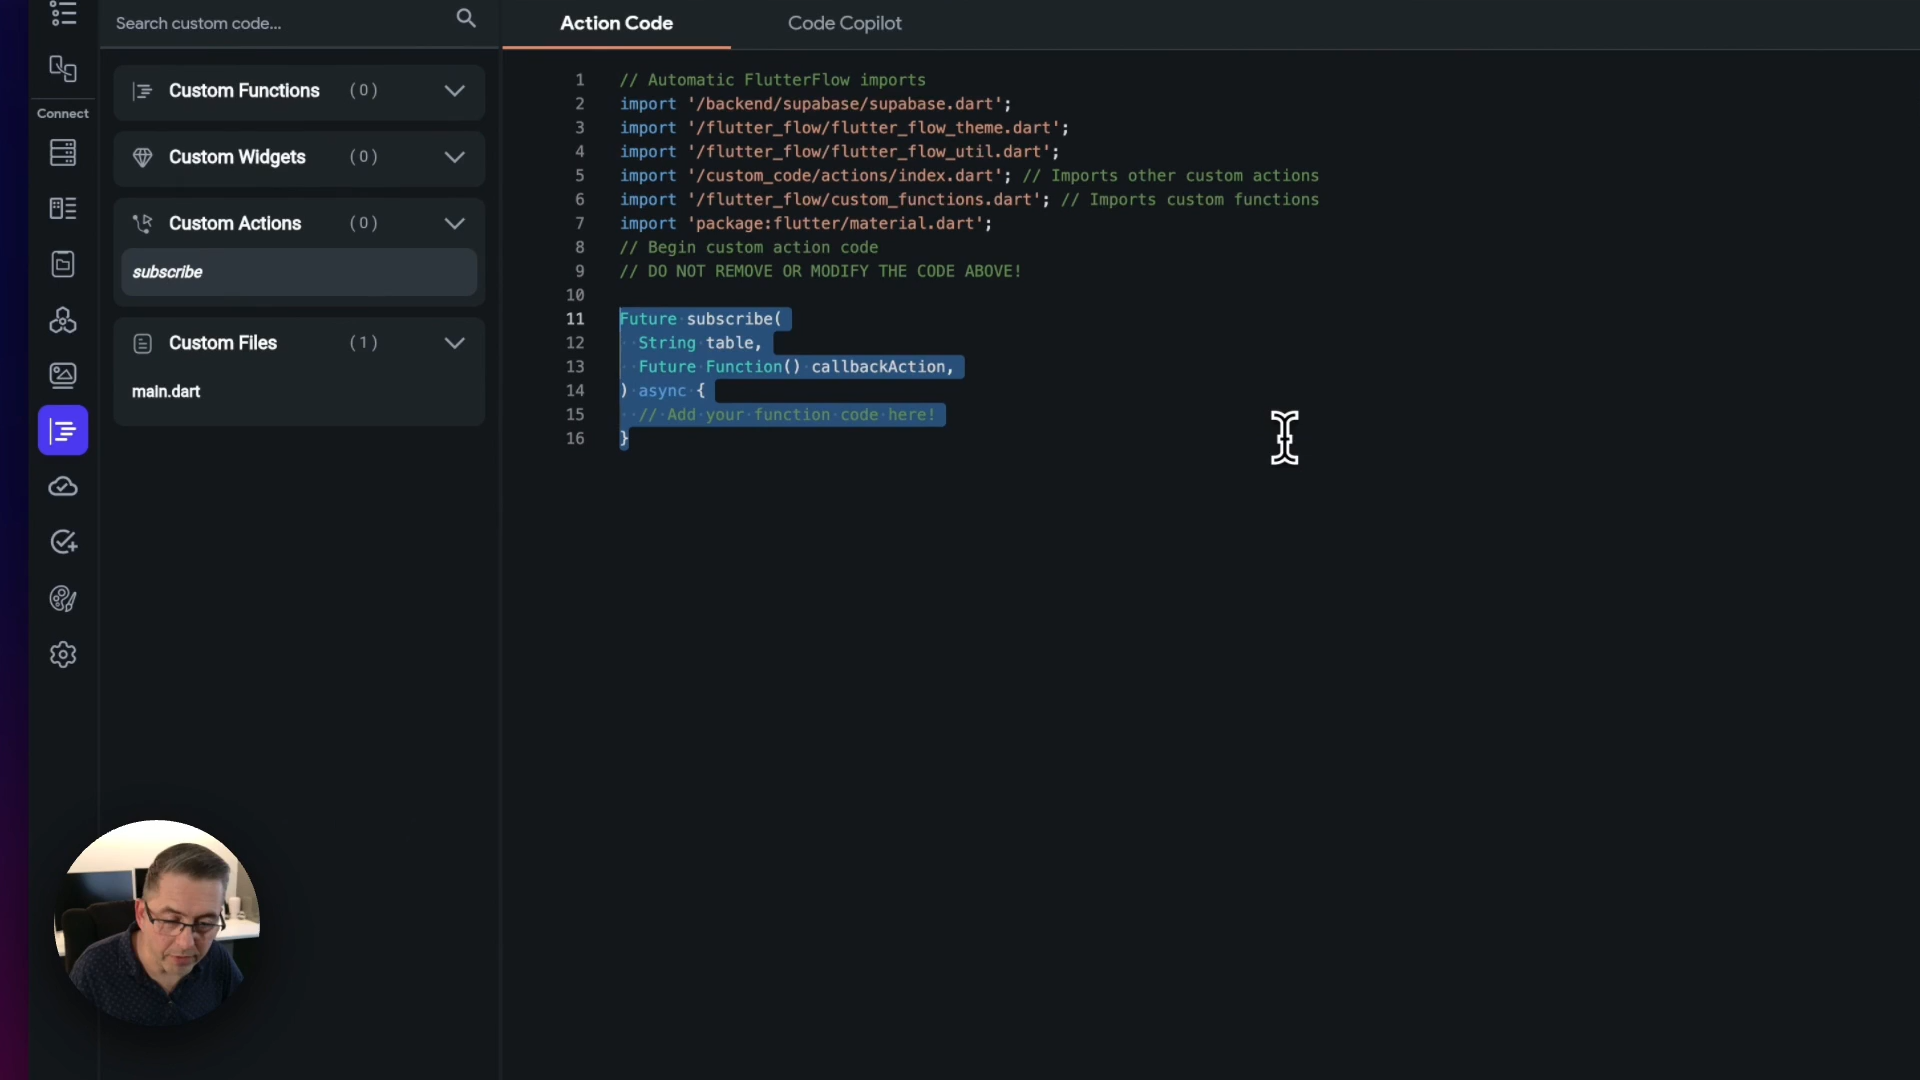 Search custom code...
Connect
Custom Functions (0)
Custom Widgets (0)
Custom Actions (0)
subscribe
Custom Files (1)
main.dart
Action Code
Code Copilot
1 // Automatic FlutterFlow imports
2 import '/backend/supabase/supabase.dart';
3 import '/flutter_flow/flutter_flow_theme.dart';
4 import '/flutter_flow/flutter_flow_util.dart';
5 import '/custom_code/actions/index.dart'; // Imports other custom actions
6 import '/flutter_flow/custom_functions.dart'; // Imports custom functions
7 import 'package:flutter/material.dart';
8 // Begin custom action code
9 // DO NOT REMOVE OR MODIFY THE CODE ABOVE!
10
11 Future subscribe(
12 String table,
13 Future Function() callbackAction,
14 ) async {
15 // Add your function code here!
16 }